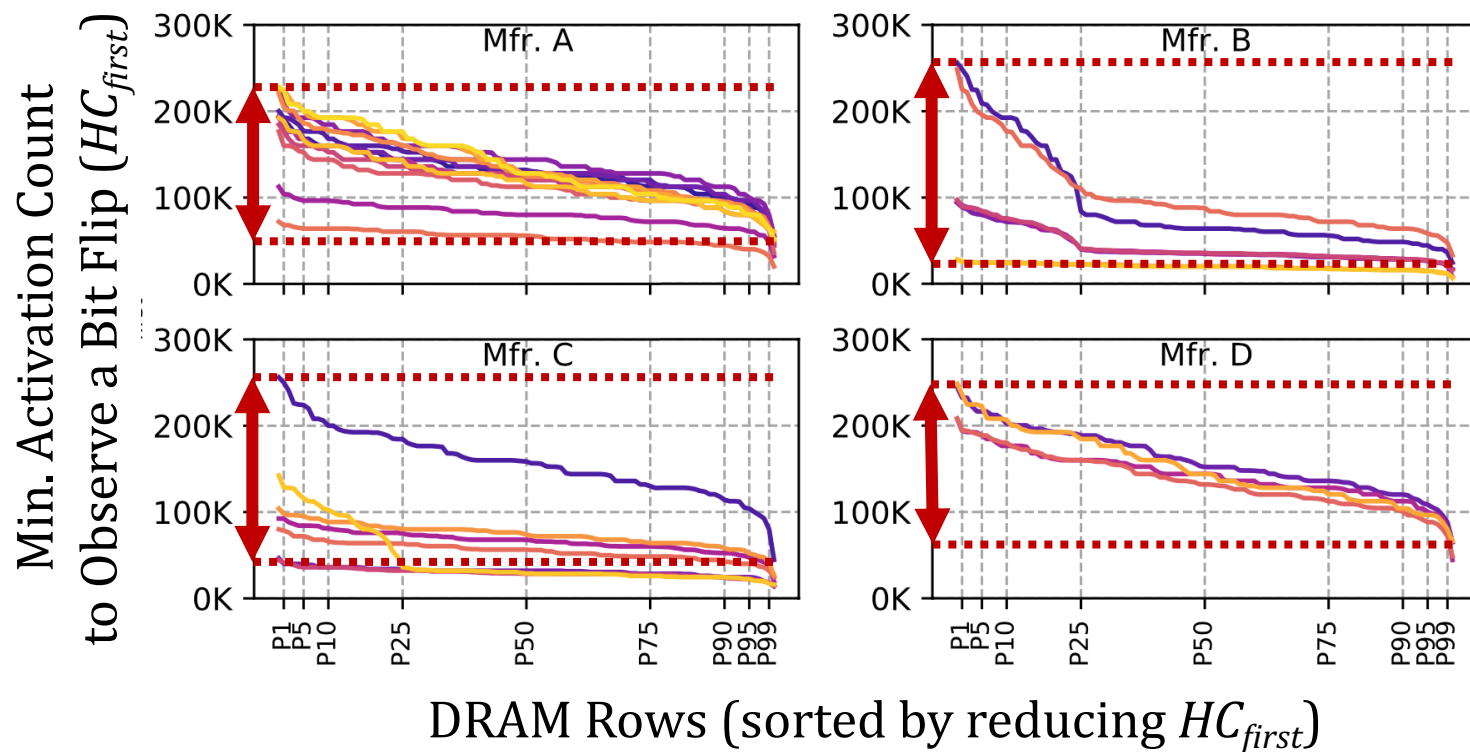 Min. Activation Count
to Observe a Bit Flip (HCfirst)
Mfr. A
300K
200K
100K
0K
Mfr. B
300K
200K
100K
0K
Mfr. C
300K
200K
100K
0K
P1
P5
P10
P25
P50
P75
P90
P95
P99
Mfr. D
300K
200K
100K
0K
P1
P5
P10
P25
P50
P75
P90
P95
P99
DRAM Rows (sorted by reducing HCfirst)